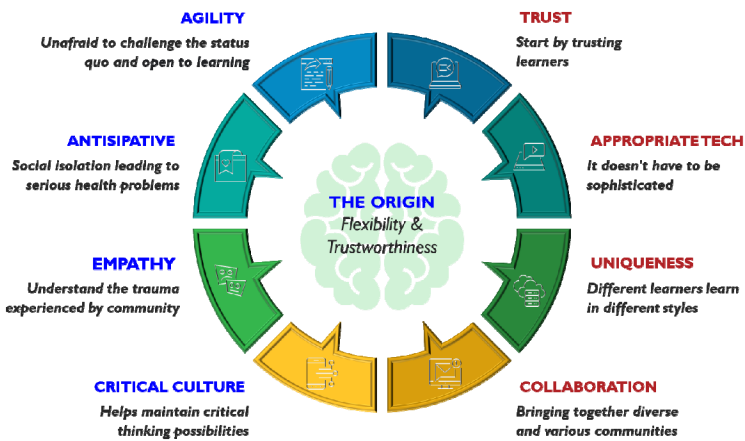 AGILITY
Unafraid to challenge the status
quo and open to learning
TRUST
Start by trusting
learners
ANTISIPATIVE
Social isolation leading to
serious health problems
APPROPRIATE TECH
It doesn't have to be
sophisticated
THE ORIGIN
Flexibility &
Trustworthiness
EMPATHY
Understand the trauma
experienced by community
UNIQUENESS
Different learners learn
in different styles
CRITICAL CULTURE
Helps maintain critical
thinking possibilities
COLLABORATION
Bringing together diverse
and various communities